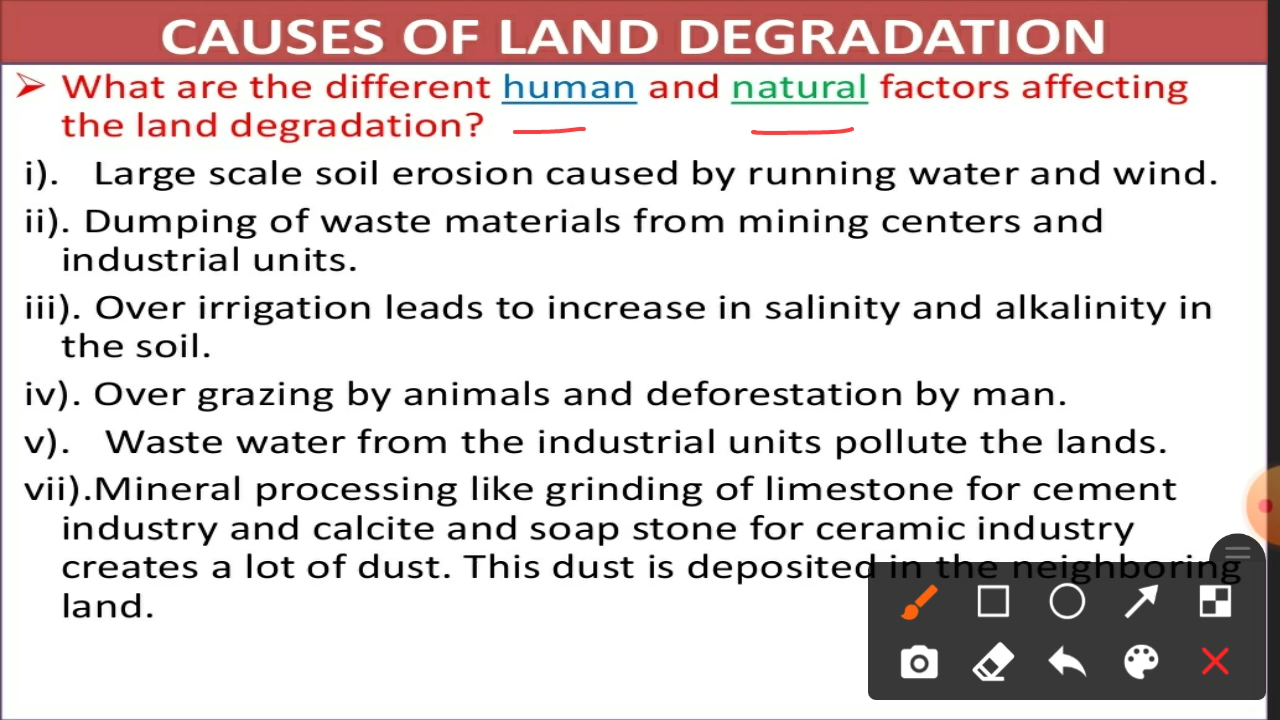 CAUSES OF LAND DEGRADATION
➢ What are the different human and natural factors affecting
the land degradation?
i). Large scale soil erosion caused by running water and wind.
ii). Dumping of waste materials from mining centers and
industrial units.
iii). Over irrigation leads to increase in salinity and alkalinity in
the soil.
iv). Over grazing by animals and deforestation by man.
v). Waste water from the industrial units pollute the lands.
vii).Mineral processing like grinding of limestone for cement
industry and calcite and soap stone for ceramic industry
creates a lot of dust. This dust is deposited in the neighboring
land.